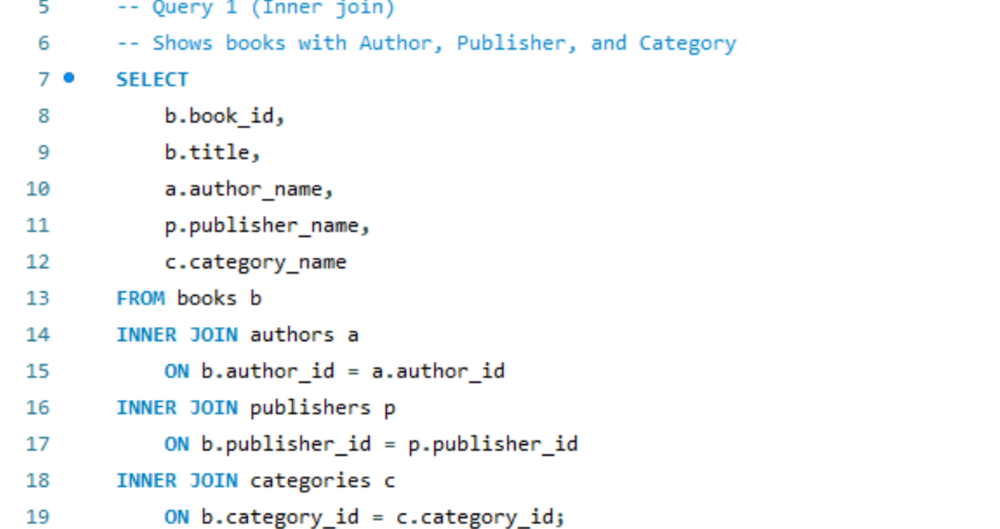 5 -- Query 1 (Inner join)
6 -- Shows books with Author, Publisher, and Category
7 SELECT
8 b.book_id,
9 b.title,
10 a.author_name,
11 p.publisher_name,
12 c.category_name
13 FROM books b
14 INNER JOIN authors a
15 ON b.author_id = a.author_id
16 INNER JOIN publishers p
17 ON b.publisher_id = p.publisher_id
18 INNER JOIN categories c
19 ON b.category_id = c.category_id;